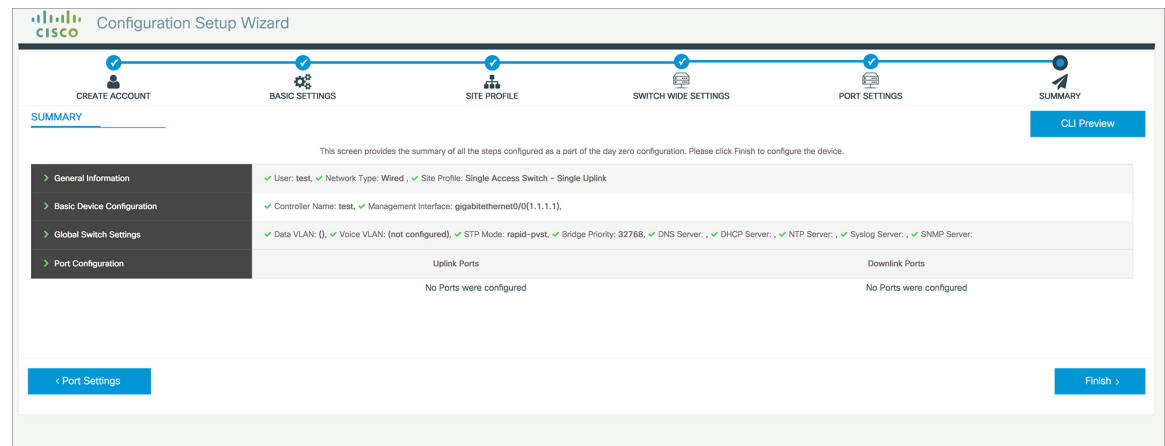 CISCO
Configuration Setup Wizard
CREATE ACCOUNT
BASIC SETTINGS
SITE PROFILE
SWITCH WIDE SETTINGS
PORT SETTINGS
SUMMARY
SUMMARY
CLI Preview
This screen provides the summary of all the steps configured as a part of the day zero configuration. Please click Finish to configure the device.
General Information
User: test, Network Type: Wired , Site Profile: Single Access Switch - Single Uplink
Basic Device Configuration
Controller Name: test, Management Interface: gigabitethernet0/0(1.1.1.1),
Global Switch Settings
Data VLAN: (), Voice VLAN: (not configured), STP Mode: rapid-pvst, Bridge Priority: 32768, DNS Server: , DHCP Server: , NTP Server: , Syslog Server: , SNMP Server:
Port Configuration
Uplink Ports
Downlink Ports
No Ports were configured
No Ports were configured
< Port Settings
Finish >